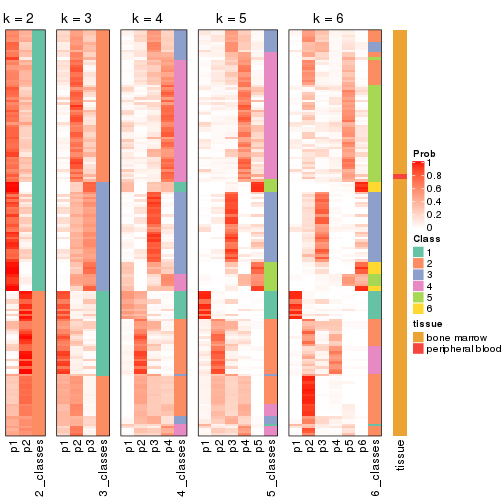 k = 2 k = 3 k = 4 k = 5 k = 6
Prob
1
0.8
0.6
0.4
0.2
0
Class
1
2
3
4
5
6
tissue
bone marrow
peripheral blood
p1 p2 2_classes p1 p2 p3 3_classes p1 p2 p3 p4 4_classes p1 p2 p3 p4 p5 5_classes p1 p2 p3 p4 p5 p6 6_classes tissue